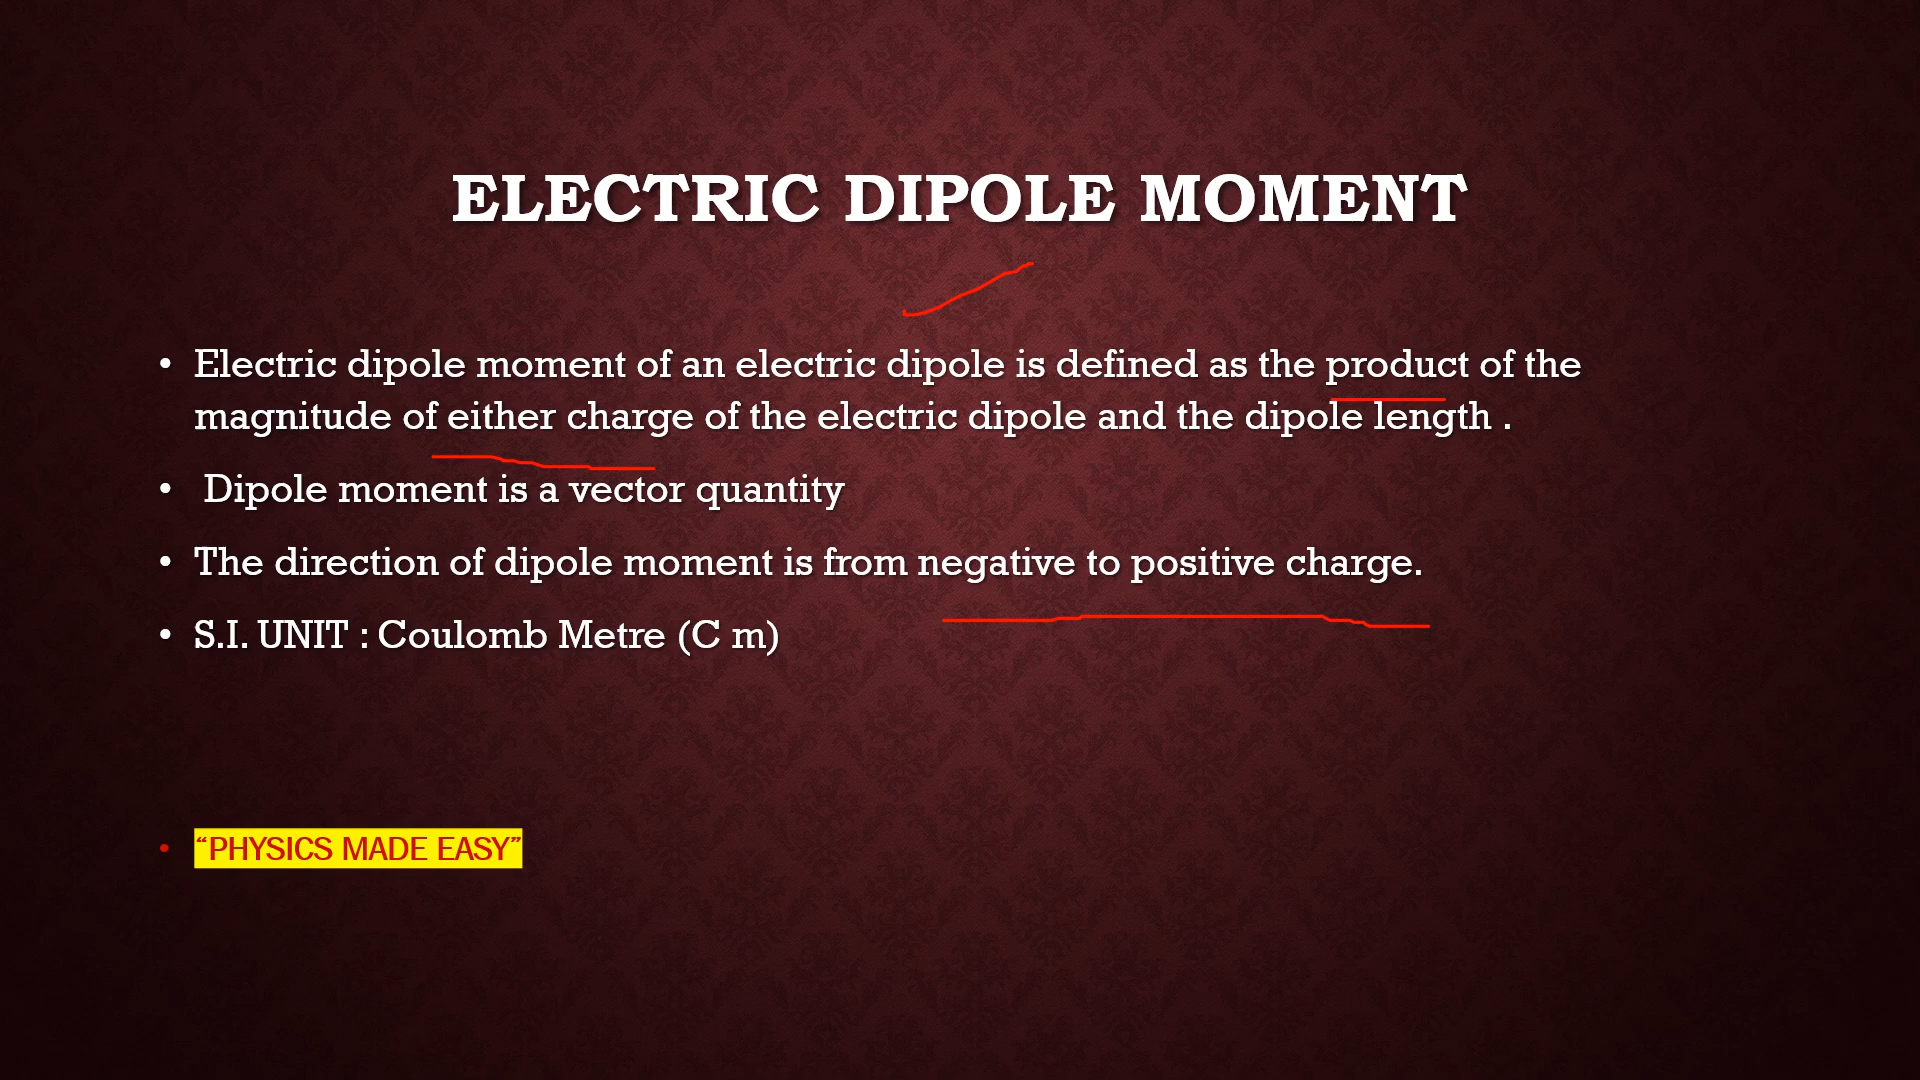 ELECTRIC DIPOLE MOMENT
• Electric dipole moment of an electric dipole is defined as the product of the
magnitude of either charge of the electric dipole and the dipole length .
• Dipole moment is a vector quantity
• The direction of dipole moment is from negative to positive charge.
• S.I. UNIT : Coulomb Metre (C m)
• “PHYSICS MADE EASY”